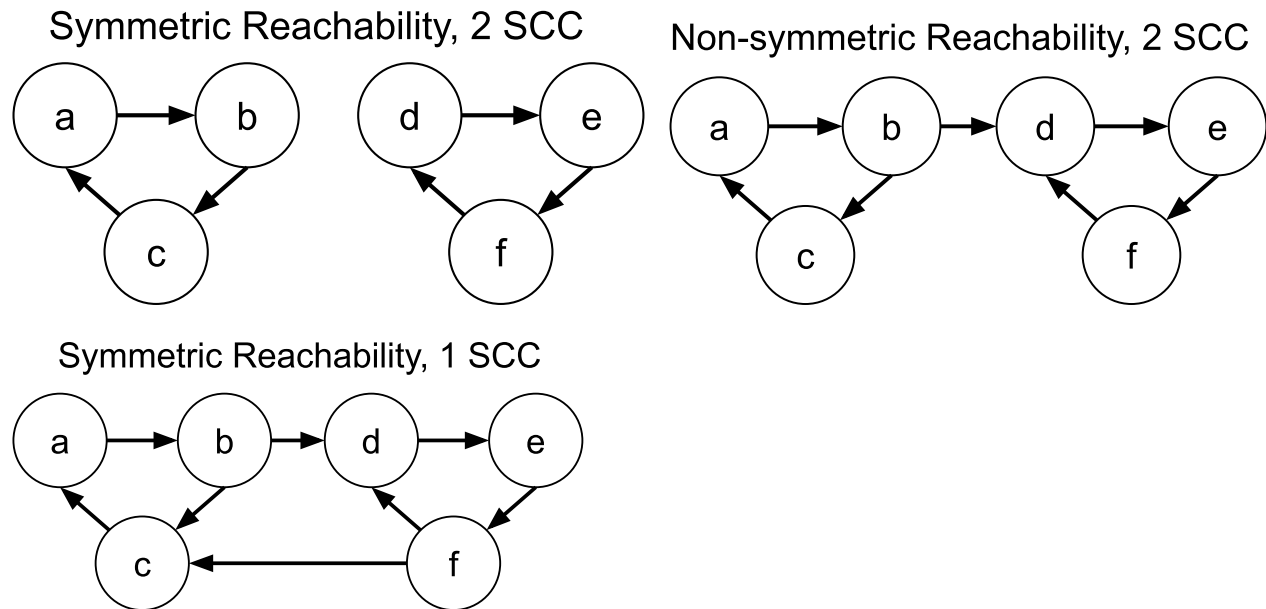 Symmetric Reachability, 2 SCC
a b d e
c f
Non-symmetric Reachability, 2 SCC
a b d e
c f
Symmetric Reachability, 1 SCC
a b d e
c f